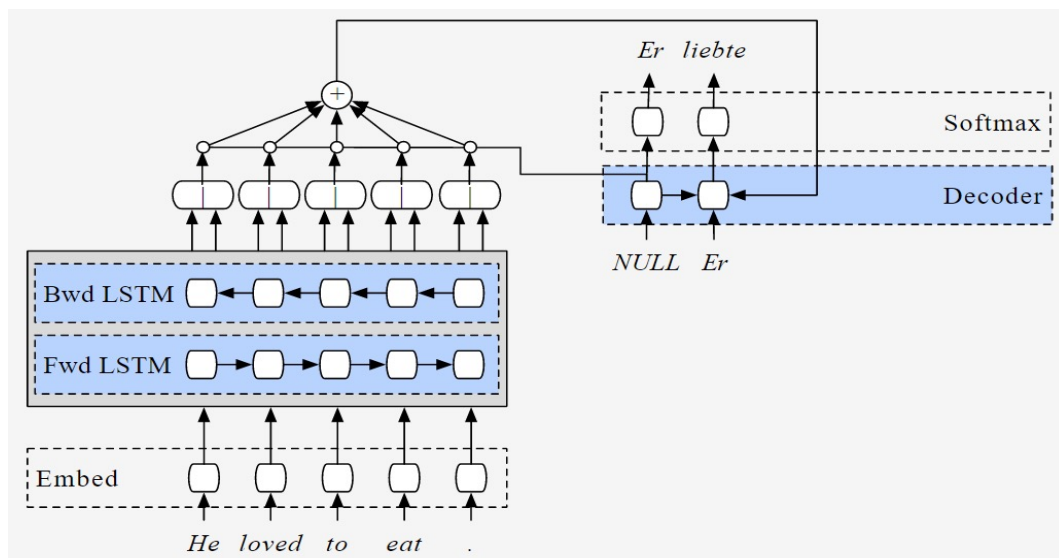 Er liebte
Softmax
Decoder
NULL Er
+
Bwd LSTM
Fwd LSTM
Embed
He loved to eat .